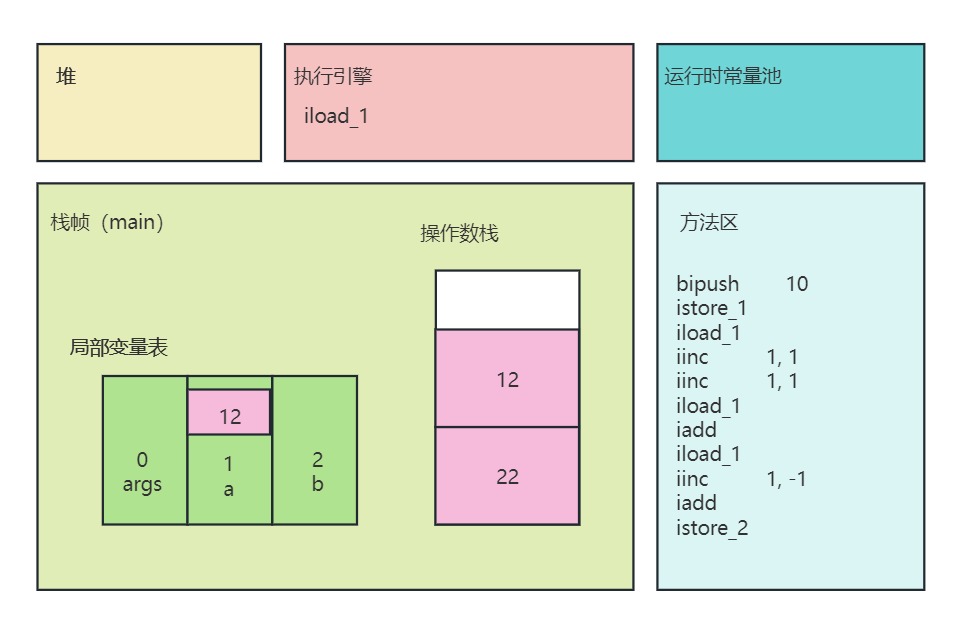 堆
执行引擎
iload_1
运行时常量池
栈帧（main）
操作数栈
12
22
局部变量表
12
0
args
1
a
2
b
方法区
bipush 10
istore_1
iload_1
iinc 1, 1
iinc 1, 1
iload_1
iadd
iload_1
iinc 1, -1
iadd
istore_2